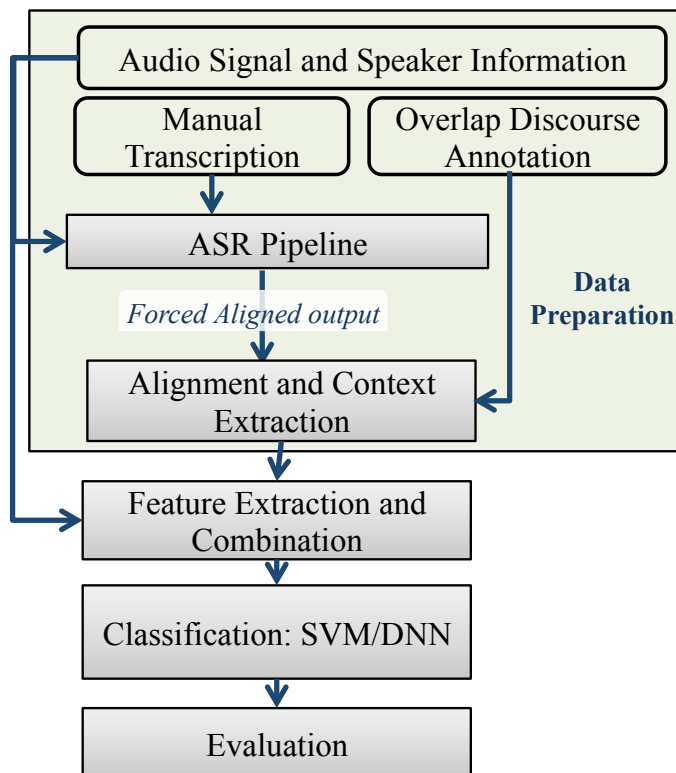 Audio Signal and Speaker Information
Manual
Transcription
Overlap Discourse
Annotation
ASR Pipeline
Forced Aligned output
Data
Preparation
Alignment and Context
Extraction
Feature Extraction and
Combination
Classification: SVM/DNN
Evaluation